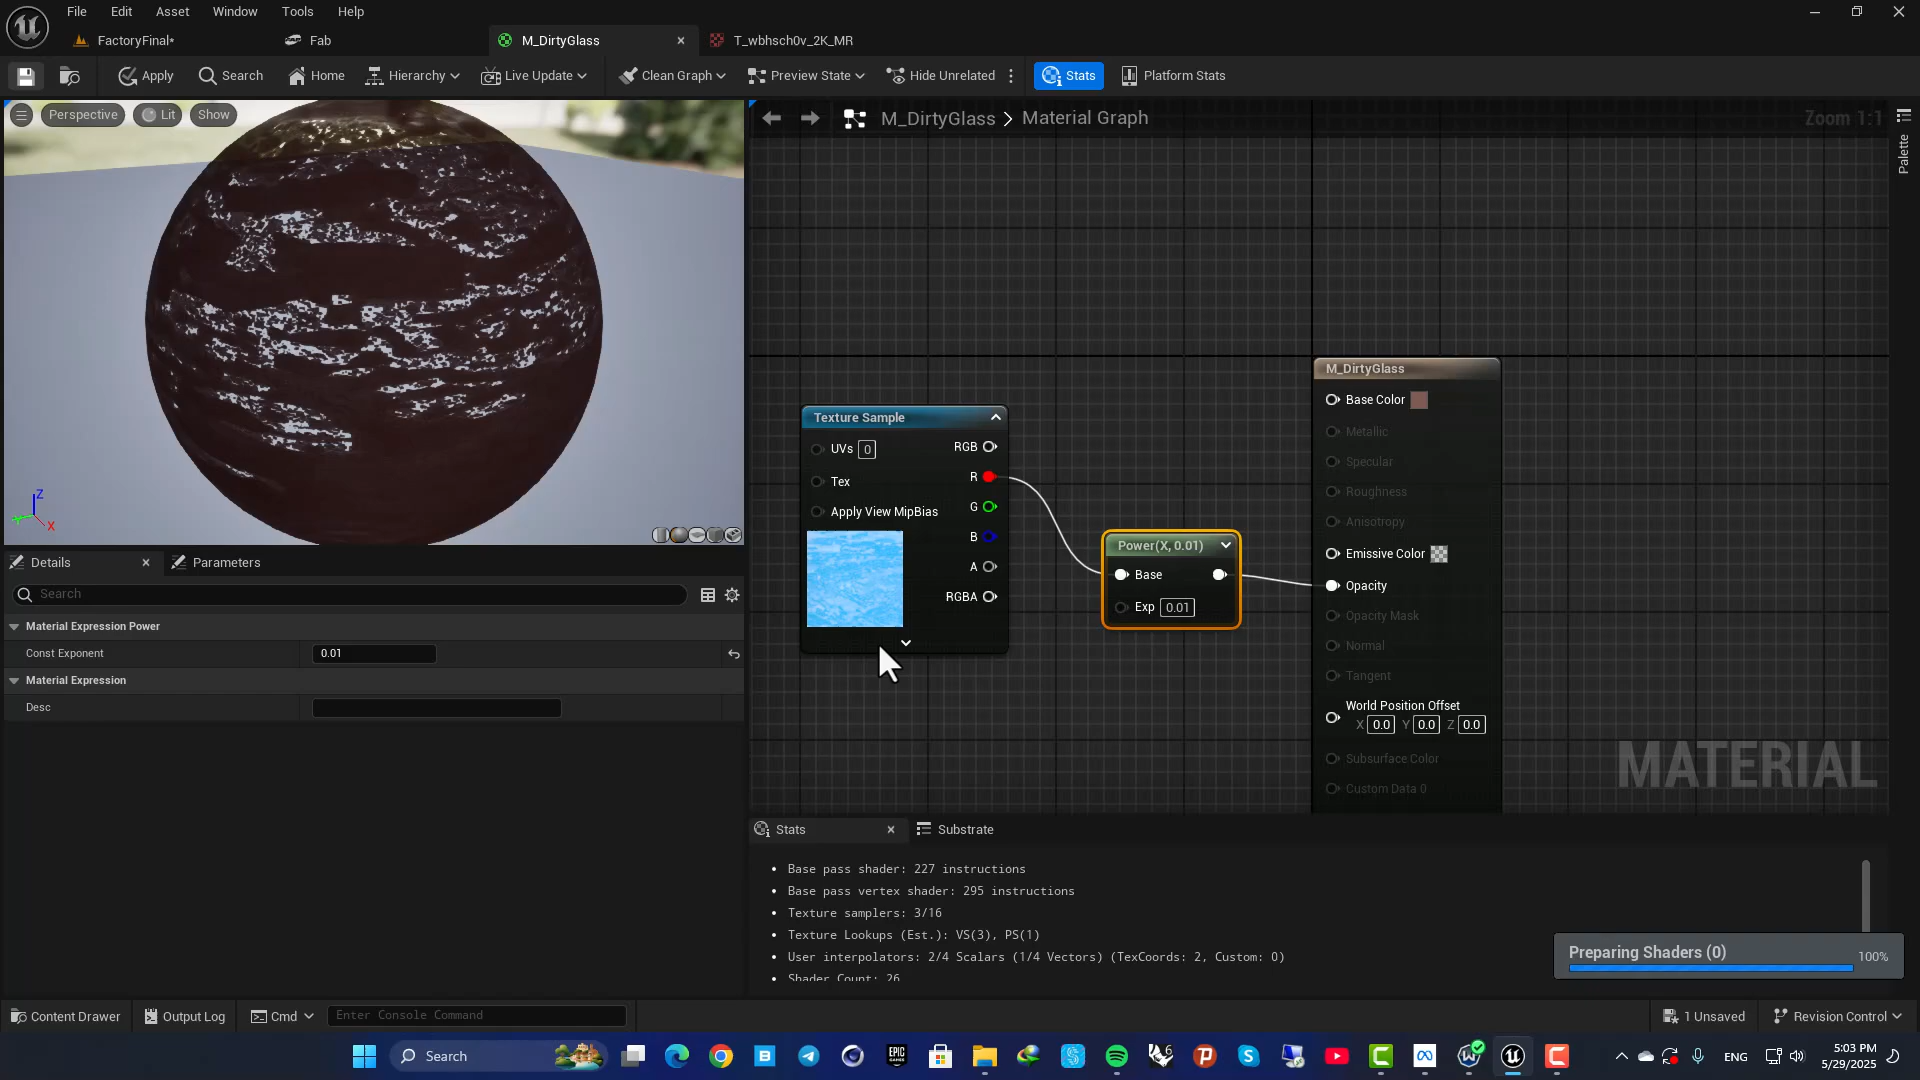 File Edit Asset Window Tools Help
FactoryFinal*
Fab
M_DirtyGlass
T_wbhsch0v_2K_MR
Apply
Search
Home
Hierarchy
Live Update
Clean Graph
Preview State
Hide Unrelated
Stats
Platform Stats
Perspective
Lit
Show
Z
X
M_DirtyGlass > Material Graph
Zoom 1:1
Palette
Texture Sample
UVs 0
RGB
R
Tex
G
Apply View MipBias
B
A
RGBA
Power(X, 0.01)
Base
Exp 0.01
M_DirtyGlass
Base Color
Metallic
Specular
Roughness
Anisotropy
Emissive Color
Opacity
Opacity Mask
Normal
Tangent
World Position Offset
X 0.0 Y 0.0 Z 0.0
Subsurface Color
Custom Data 0
MATERIAL
Details
Parameters
Search
Material Expression Power
Const Exponent
0.01
Material Expression
Desc
Stats
Substrate
Base pass shader: 227 instructions
Base pass vertex shader: 295 instructions
Texture samplers: 3/16
Texture Lookups (Est.): VS(3), PS(1)
User interpolators: 2/4 Scalars (1/4 Vectors) (TexCoords: 2, Custom: 0)
Shader Count: 26
Preparing Shaders (0)
100%
Content Drawer
Output Log
Cmd
Enter Console Command
1 Unsaved
Revision Control
Search
EPIC GAMES
6
ENG
5:03 PM
5/29/2025